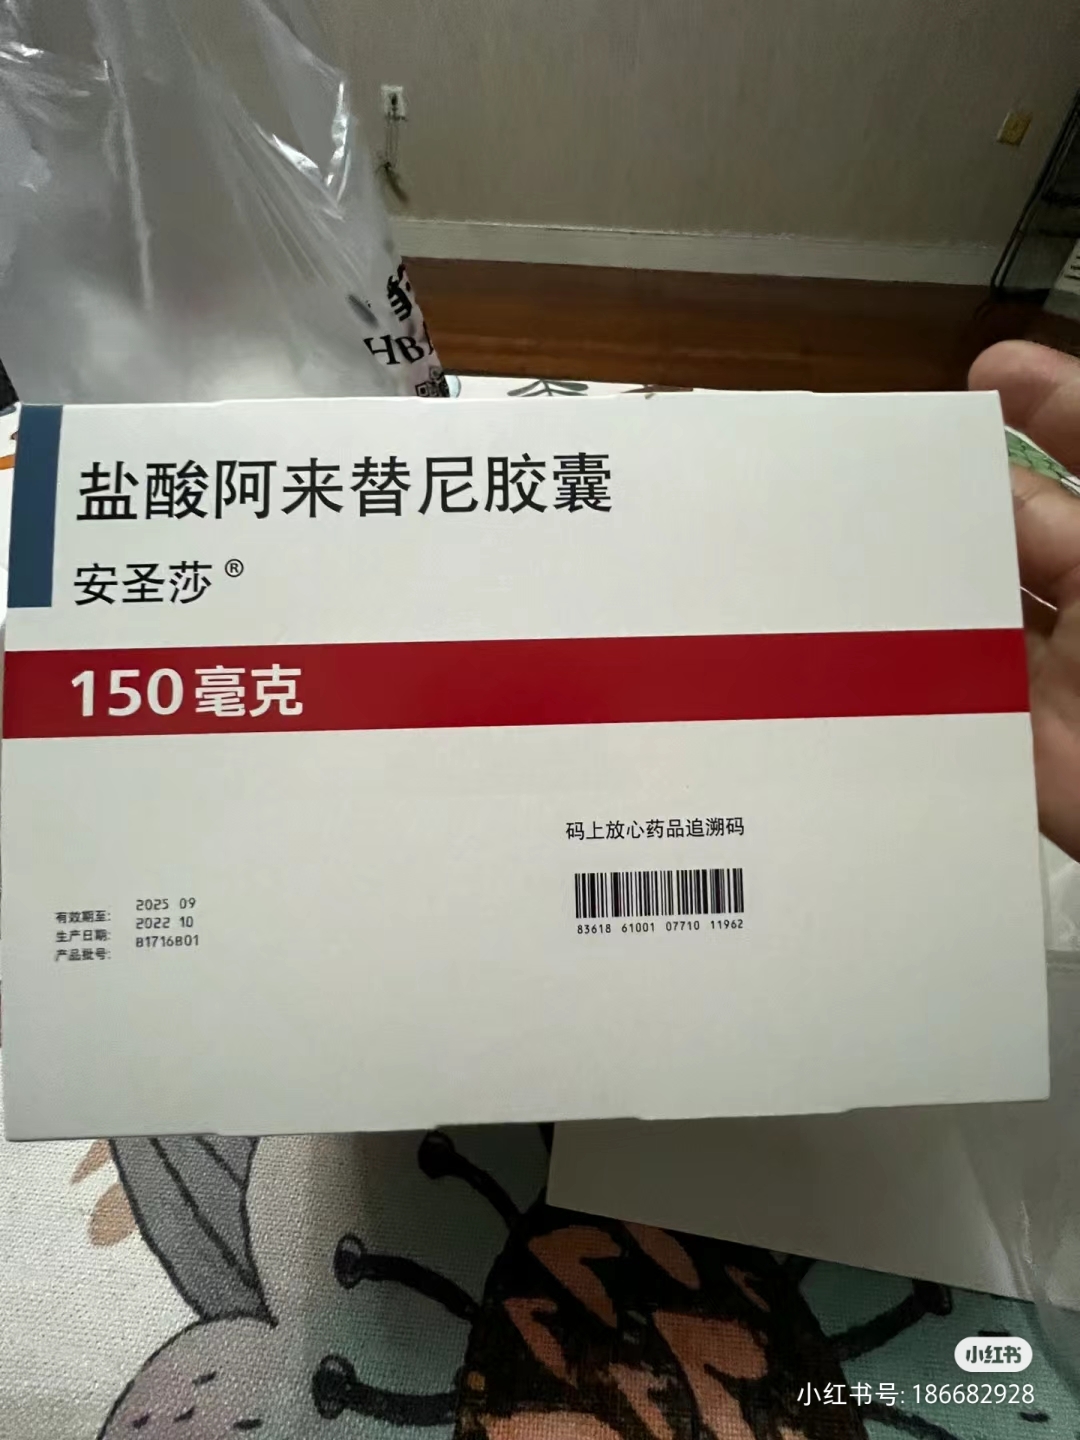 HB
盐酸阿来替尼胶囊
安圣莎®
150毫克
码上放心药品追溯码
83618 61001 07710 11962
有效期至: 2025 09
生产日期: 2022 10
产品批号: B1716B01
小红书
小红书号: 186682928